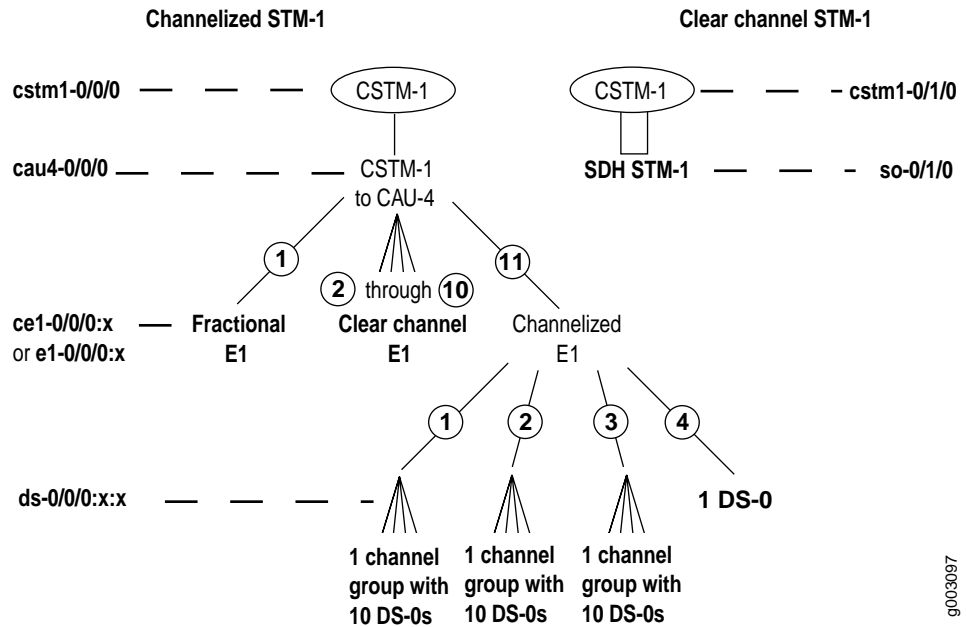 Channelized STM-1
Clear channel STM-1
cstm1-0/0/0
CSTM-1
CSTM-1
cstm1-0/1/0
cau4-0/0/0
CSTM-1
to CAU-4
SDH STM-1
so-0/1/0
1
11
2 through 10
ce1-0/0/0:x
or e1-0/0/0:x
Fractional
E1
Clear channel
E1
Channelized
E1
1
2
3
4
ds-0/0/0:x:x
1 DS-0
1 channel
group with
10 DS-0s
1 channel
group with
10 DS-0s
1 channel
group with
10 DS-0s
g003097